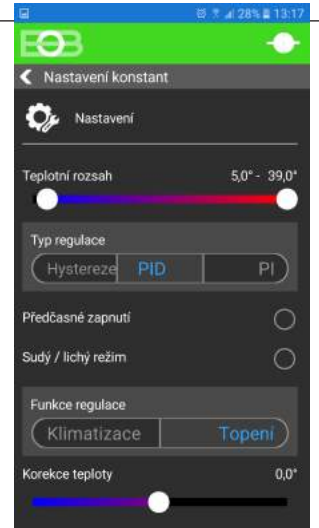 28% 13:17
EOB
Nastavení konstant
Nastavení
Teplotní rozsah 5,0° - 39,0°
Typ regulace
Hystereze PID PI
Předčasné zapnutí
Sudý / lichý režim
Funkce regulace
Klimatizace Topení
Korekce teploty 0,0°